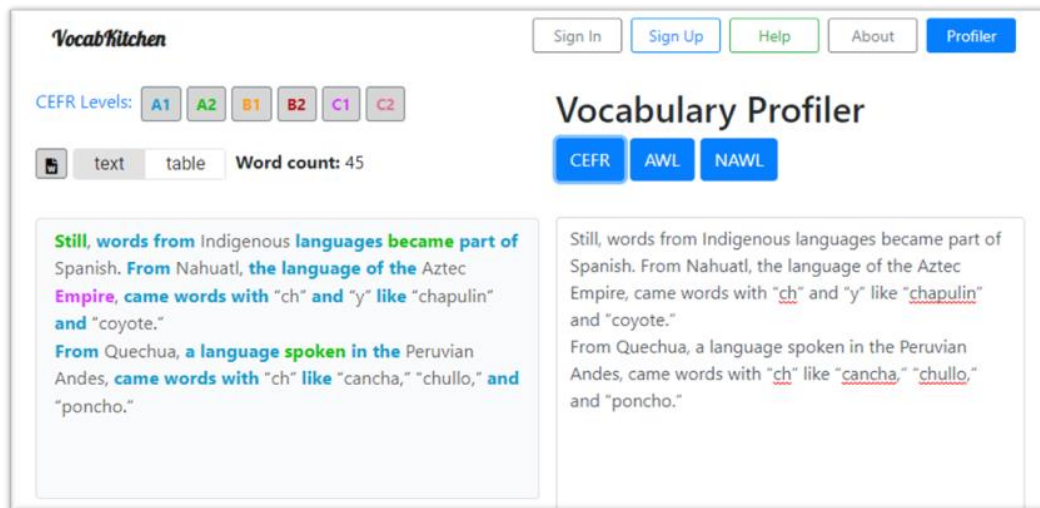 VocabKitchen
Sign In
Sign Up
Help
About
Profiler
CEFR Levels: A1 A2 B1 B2 C1 C2
text table Word count: 45
Still, words from Indigenous languages became part of
Spanish. From Nahuatl, the language of the Aztec
Empire, came words with “ch” and “y” like “chapulin”
and “coyote.”
From Quechua, a language spoken in the Peruvian
Andes, came words with “ch” like “cancha,” “chullo,” and
“poncho.”
Vocabulary Profiler
CEFR AWL NAWL
Still, words from Indigenous languages became part of
Spanish. From Nahuatl, the language of the Aztec
Empire, came words with “ch” and “y” like “chapulin”
and “coyote.”
From Quechua, a language spoken in the Peruvian
Andes, came words with “ch” like “cancha,” “chullo,”
and “poncho.”